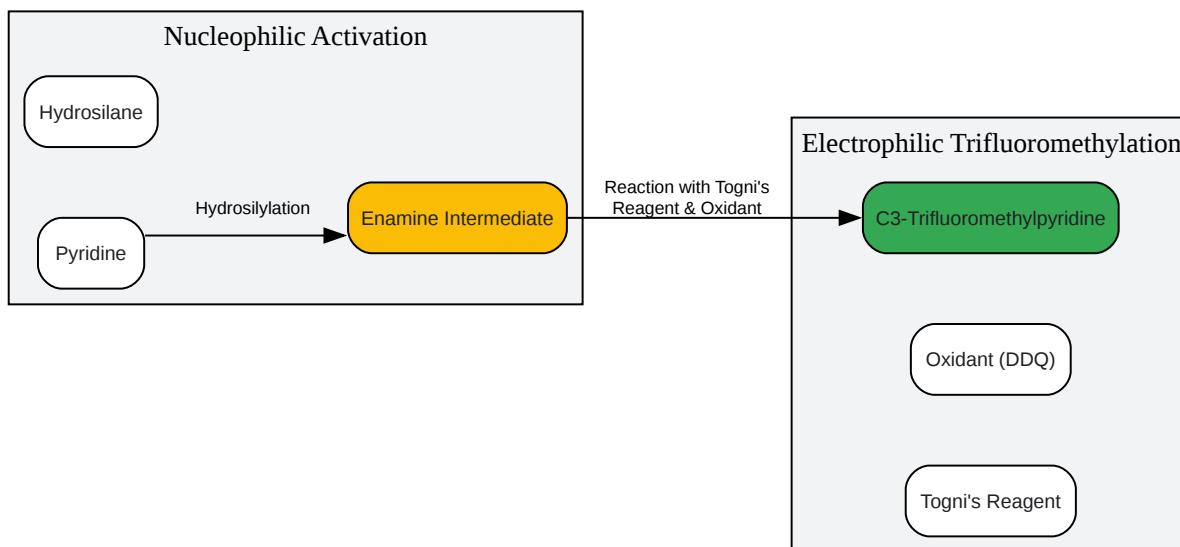 Nucleophilic Activation
Hydrosilane
Pyridine
Hydrosilylation
Enamine Intermediate
Reaction with Togni's
Reagent & Oxidant
Electrophilic Trifluoromethylation
C3-Trifluoromethylpyridine
Oxidant (DDQ)
Togni's Reagent